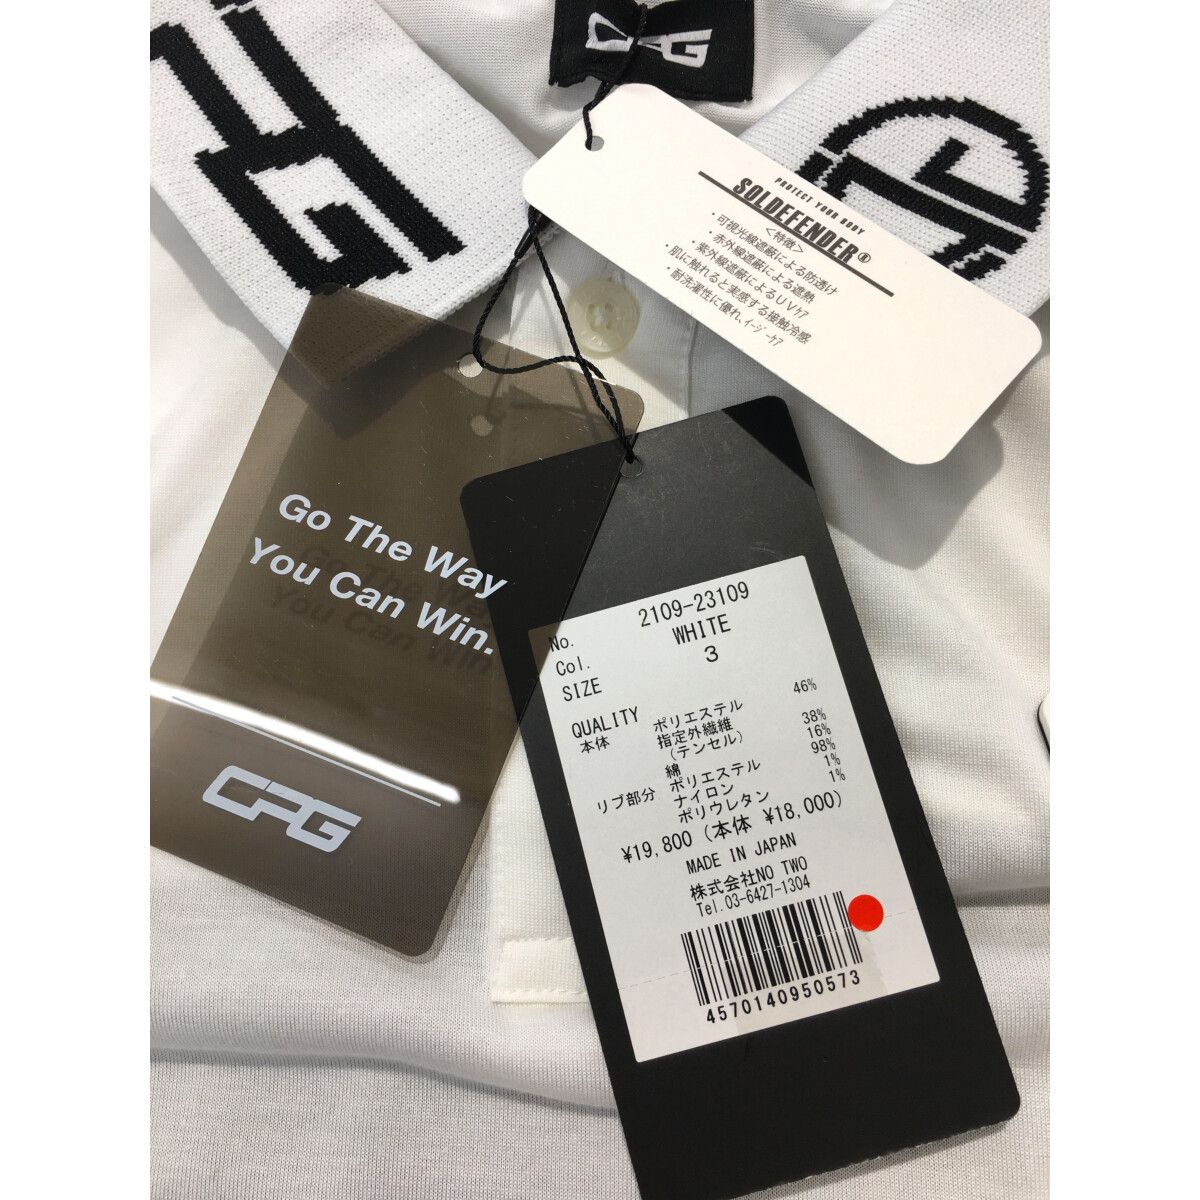 CPG
PROTECT YOUR BODY
SOLDEFENDER®
<特徴>
・可視光線遮蔽による防透け
・赤外線遮蔽による遮熱
・紫外線遮蔽によるUVケア
・肌に触れると実感する接触冷感
・耐洗濯性に優れ、イージーケア
Go The Way
You Can Win.
CPG
No. 2109-23109
Col. WHITE
SIZE 3
QUALITY
本体 ポリエステル 46%
指定外繊維
(テンセル) 38%
綿 16%
リブ部分 ポリエステル 98%
ナイロン 1%
ポリウレタン 1%
¥19,800 (本体 ¥18,000)
MADE IN JAPAN
株式会社NO TWO
Tel.03-6427-1304
4570140950573